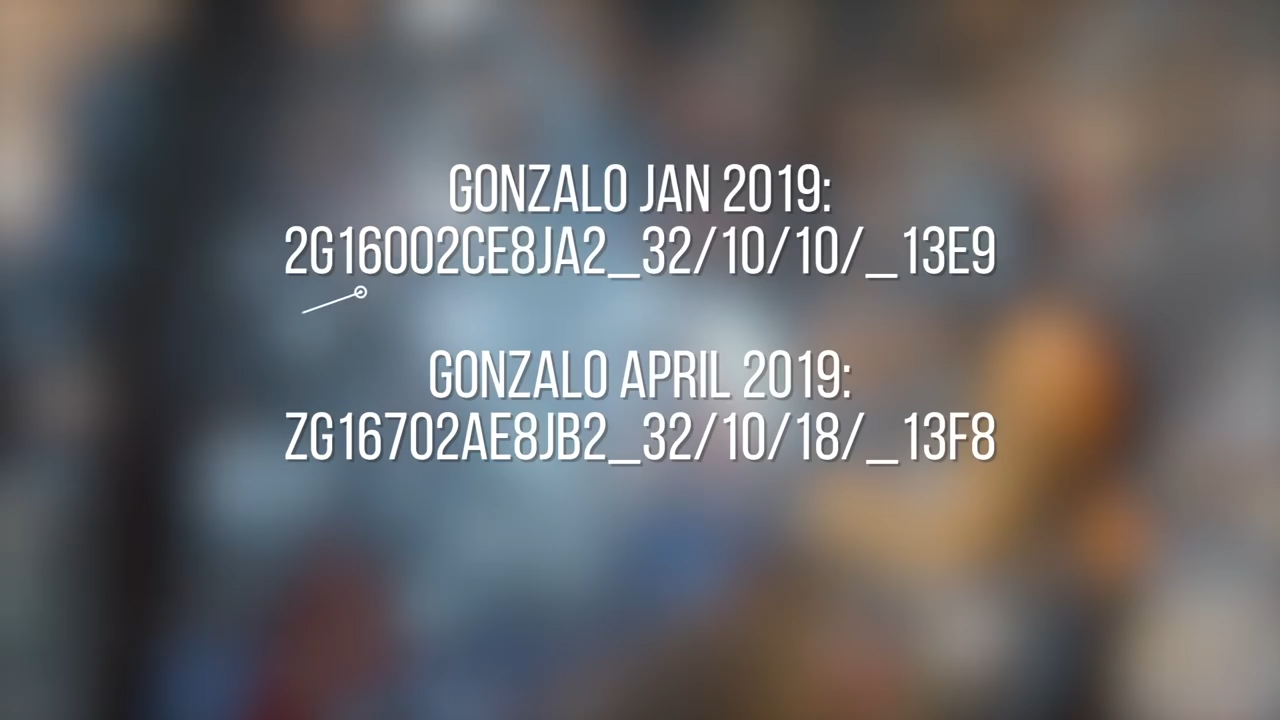 GONZALO JAN 2019:
2G16002CE8JA2_32/10/10/_13E9
GONZALO APRIL 2019:
ZG16702AE8JB2_32/10/18/_13F8